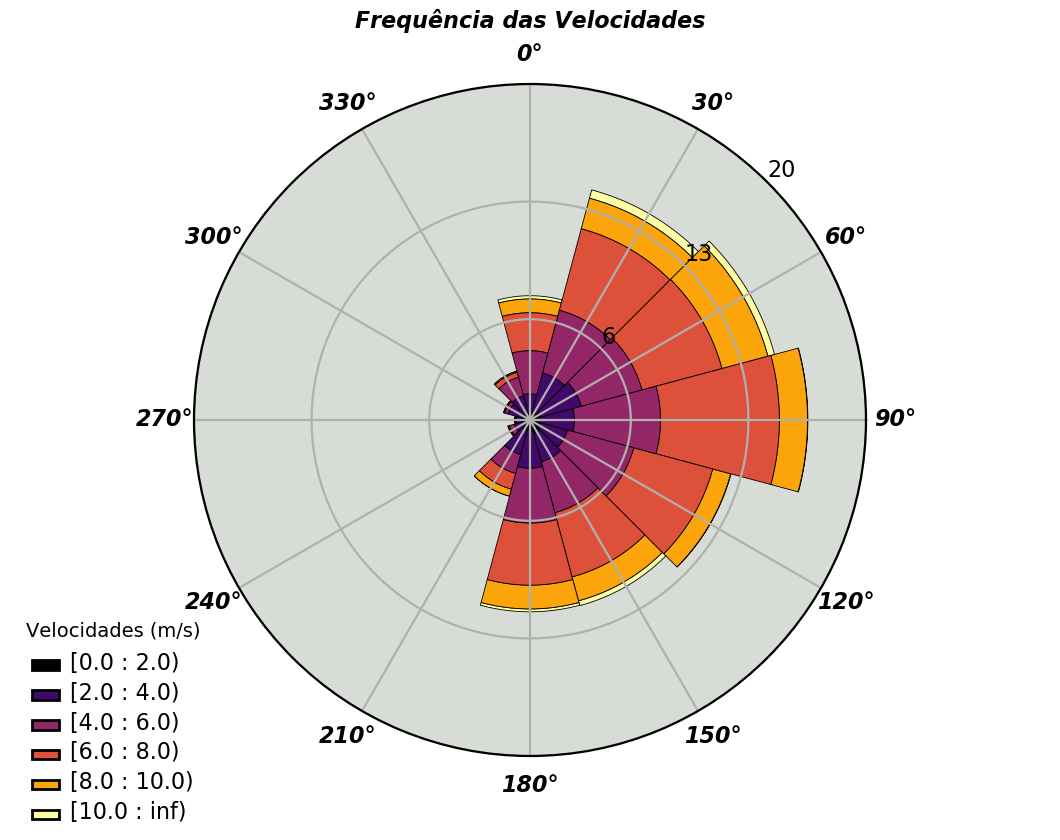 Frequência das Velocidades
0°
330°
30°
20
300°
60°
13
6
270°
90°
240°
120°
210°
150°
180°
Velocidades (m/s)
[0.0 : 2.0)
[2.0 : 4.0)
[4.0 : 6.0)
[6.0 : 8.0)
[8.0 : 10.0)
[10.0 : inf)